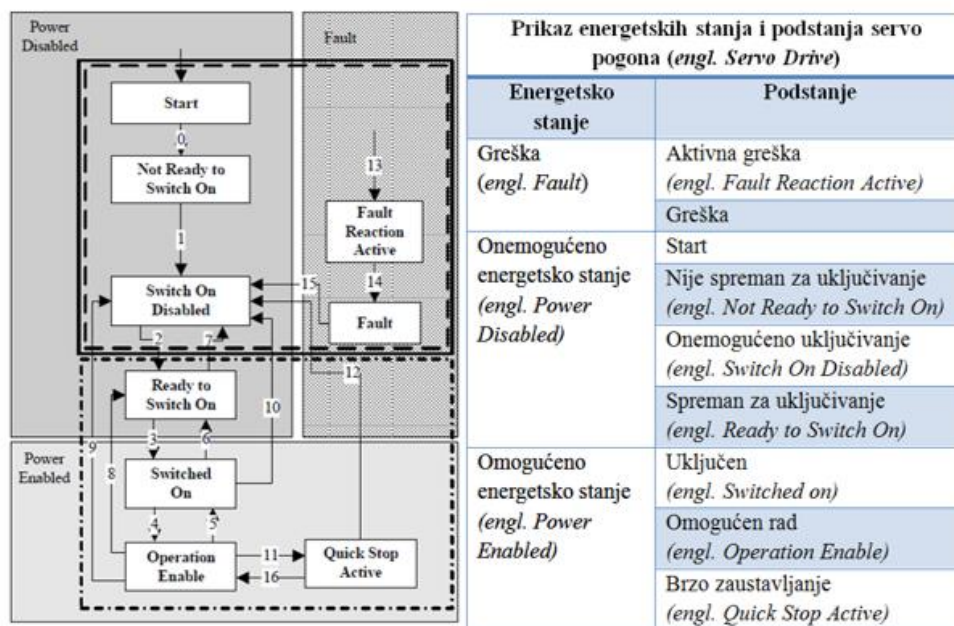 Power
Disabled
Fault
Start
0
Not Ready to
Switch On
1
13
Fault
Reaction
Active
14
15
Switch On
Disabled
Fault
2
7
12
Ready to
Switch On
10
3
6
9
8
Power
Enabled
Switched
On
4
5
Operation
Enable
11
16
Quick Stop
Active
Prikaz energetskih stanja i podstanja servo
pogona (engl. Servo Drive)
Energetsko
stanje
Podstanje
Greška
(engl. Fault)
Aktivna greška
(engl. Fault Reaction Active)
Greška
Onemogućeno
energetsko stanje
(engl. Power
Disabled)
Start
Nije spreman za uključivanje
(engl. Not Ready to Switch On)
Onemogućeno uključivanje
(engl. Switch On Disabled)
Spreman za uključivanje
(engl. Ready to Switch On)
Omogućeno
energetsko stanje
(engl. Power
Enabled)
Uključen
(engl. Switched on)
Omogućen rad
(engl. Operation Enable)
Brzo zaustavljanje
(engl. Quick Stop Active)